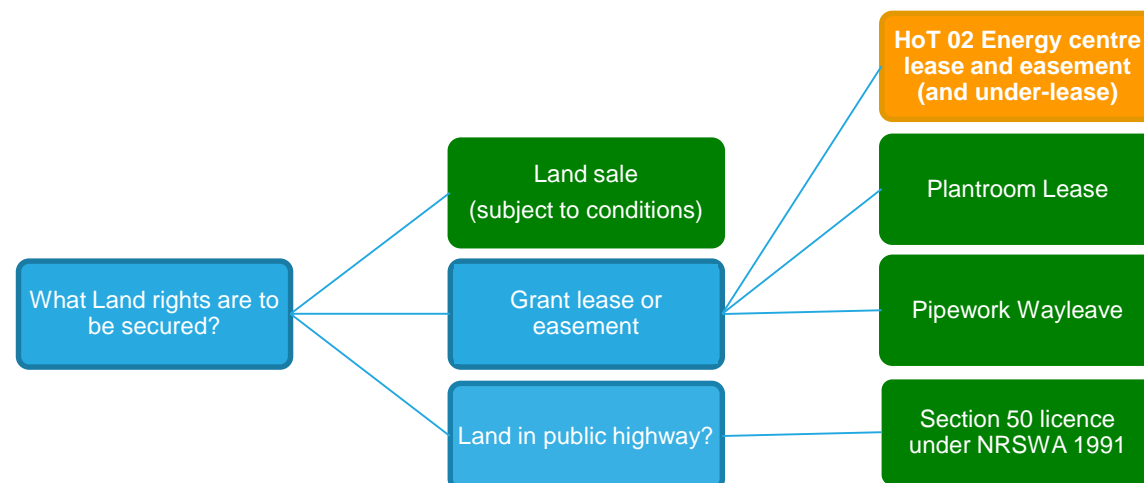 HoT 02 Energy centre
lease and easement
(and under-lease)
Land sale
(subject to conditions)
Plantroom Lease
What Land rights are to
be secured?
Grant lease or
easement
Pipework Wayleave
Land in public highway?
Section 50 licence
under NRSWA 1991